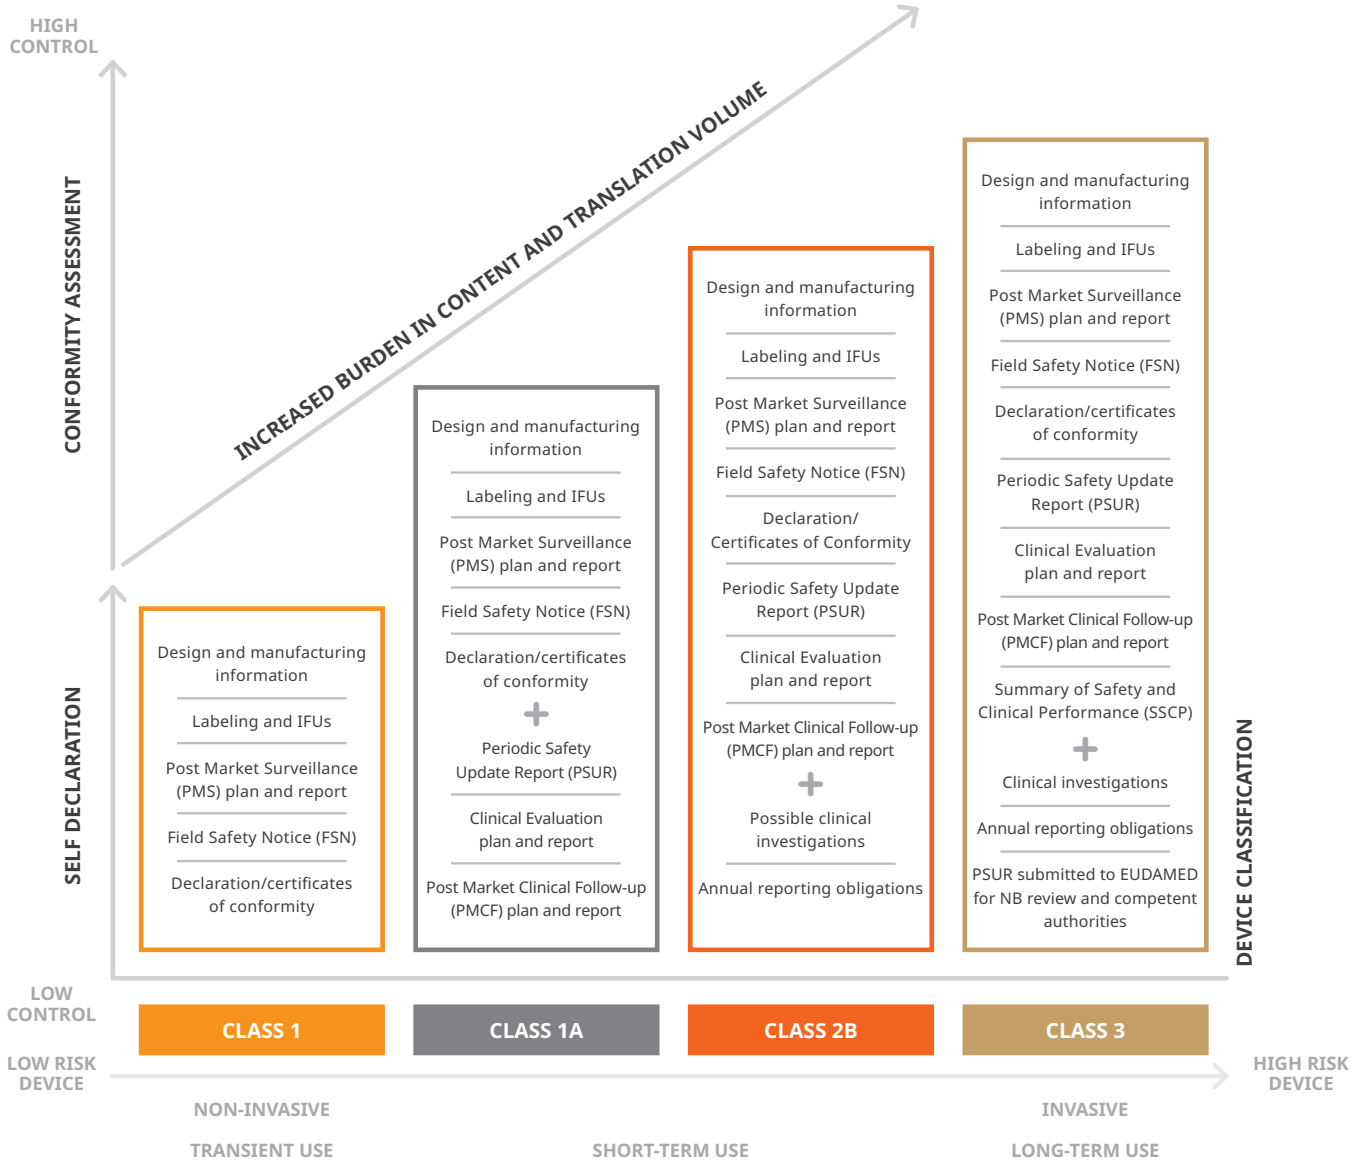 HIGH
CONTROL
CONFORMITY ASSESSMENT
SELF DECLARATION
INCREASED BURDEN IN CONTENT AND TRANSLATION VOLUME
Design and manufacturing
information
Labeling and IFUs
Post Market Surveillance
(PMS) plan and report
Field Safety Notice (FSN)
Declaration/certificates
of conformity
Design and manufacturing
information
Labeling and IFUs
Post Market Surveillance
(PMS) plan and report
Field Safety Notice (FSN)
Declaration/certificates
of conformity
+
Periodic Safety
Update Report (PSUR)
Clinical Evaluation
plan and report
Post Market Clinical Follow-up
(PMCF) plan and report
Design and manufacturing
information
Labeling and IFUs
Post Market Surveillance
(PMS) plan and report
Field Safety Notice (FSN)
Declaration/
Certificates of Conformity
Periodic Safety Update
Report (PSUR)
Clinical Evaluation
plan and report
Post Market Clinical Follow-up
(PMCF) plan and report
+
Possible clinical
investigations
Annual reporting obligations
Design and manufacturing
information
Labeling and IFUs
Post Market Surveillance
(PMS) plan and report
Field Safety Notice (FSN)
Declaration/certificates
of conformity
Periodic Safety Update
Report (PSUR)
Clinical Evaluation
plan and report
Post Market Clinical Follow-up
(PMCF) plan and report
Summary of Safety and
Clinical Performance (SSCP)
+
Clinical investigations
Annual reporting obligations
PSUR submitted to EUDAMED
for NB review and competent
authorities
DEVICE CLASSIFICATION
LOW
CONTROL
CLASS 1
CLASS 1A
CLASS 2B
CLASS 3
LOW RISK
DEVICE
HIGH RISK
DEVICE
NON-INVASIVE
INVASIVE
TRANSIENT USE
SHORT-TERM USE
LONG-TERM USE